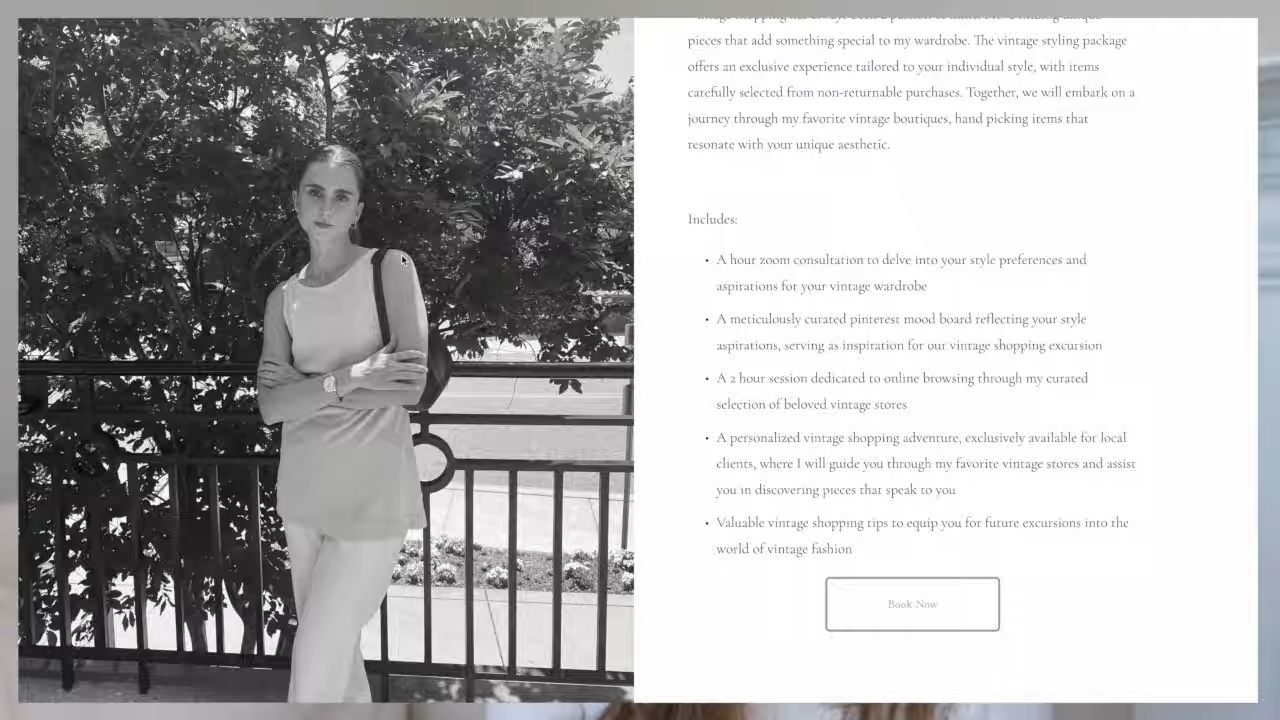 pieces that add something special to my wardrobe. The vintage styling package
offers an exclusive experience tailored to your individual style, with items
carefully selected from non-returnable purchases. Together, we will embark on a
journey through my favorite vintage boutiques, hand picking items that
resonate with your unique aesthetic.
Includes:
• A hour zoom consultation to delve into your style preferences and
aspirations for your vintage wardrobe
• A meticulously curated pinterest mood board reflecting your style
aspirations, serving as inspiration for our vintage shopping excursion
• A 2 hour session dedicated to online browsing through my curated
selection of beloved vintage stores
• A personalized vintage shopping adventure, exclusively available for local
clients, where I will guide you through my favorite vintage stores and assist
you in discovering pieces that speak to you
• Valuable vintage shopping tips to equip you for future excursions into the
world of vintage fashion
Book Now